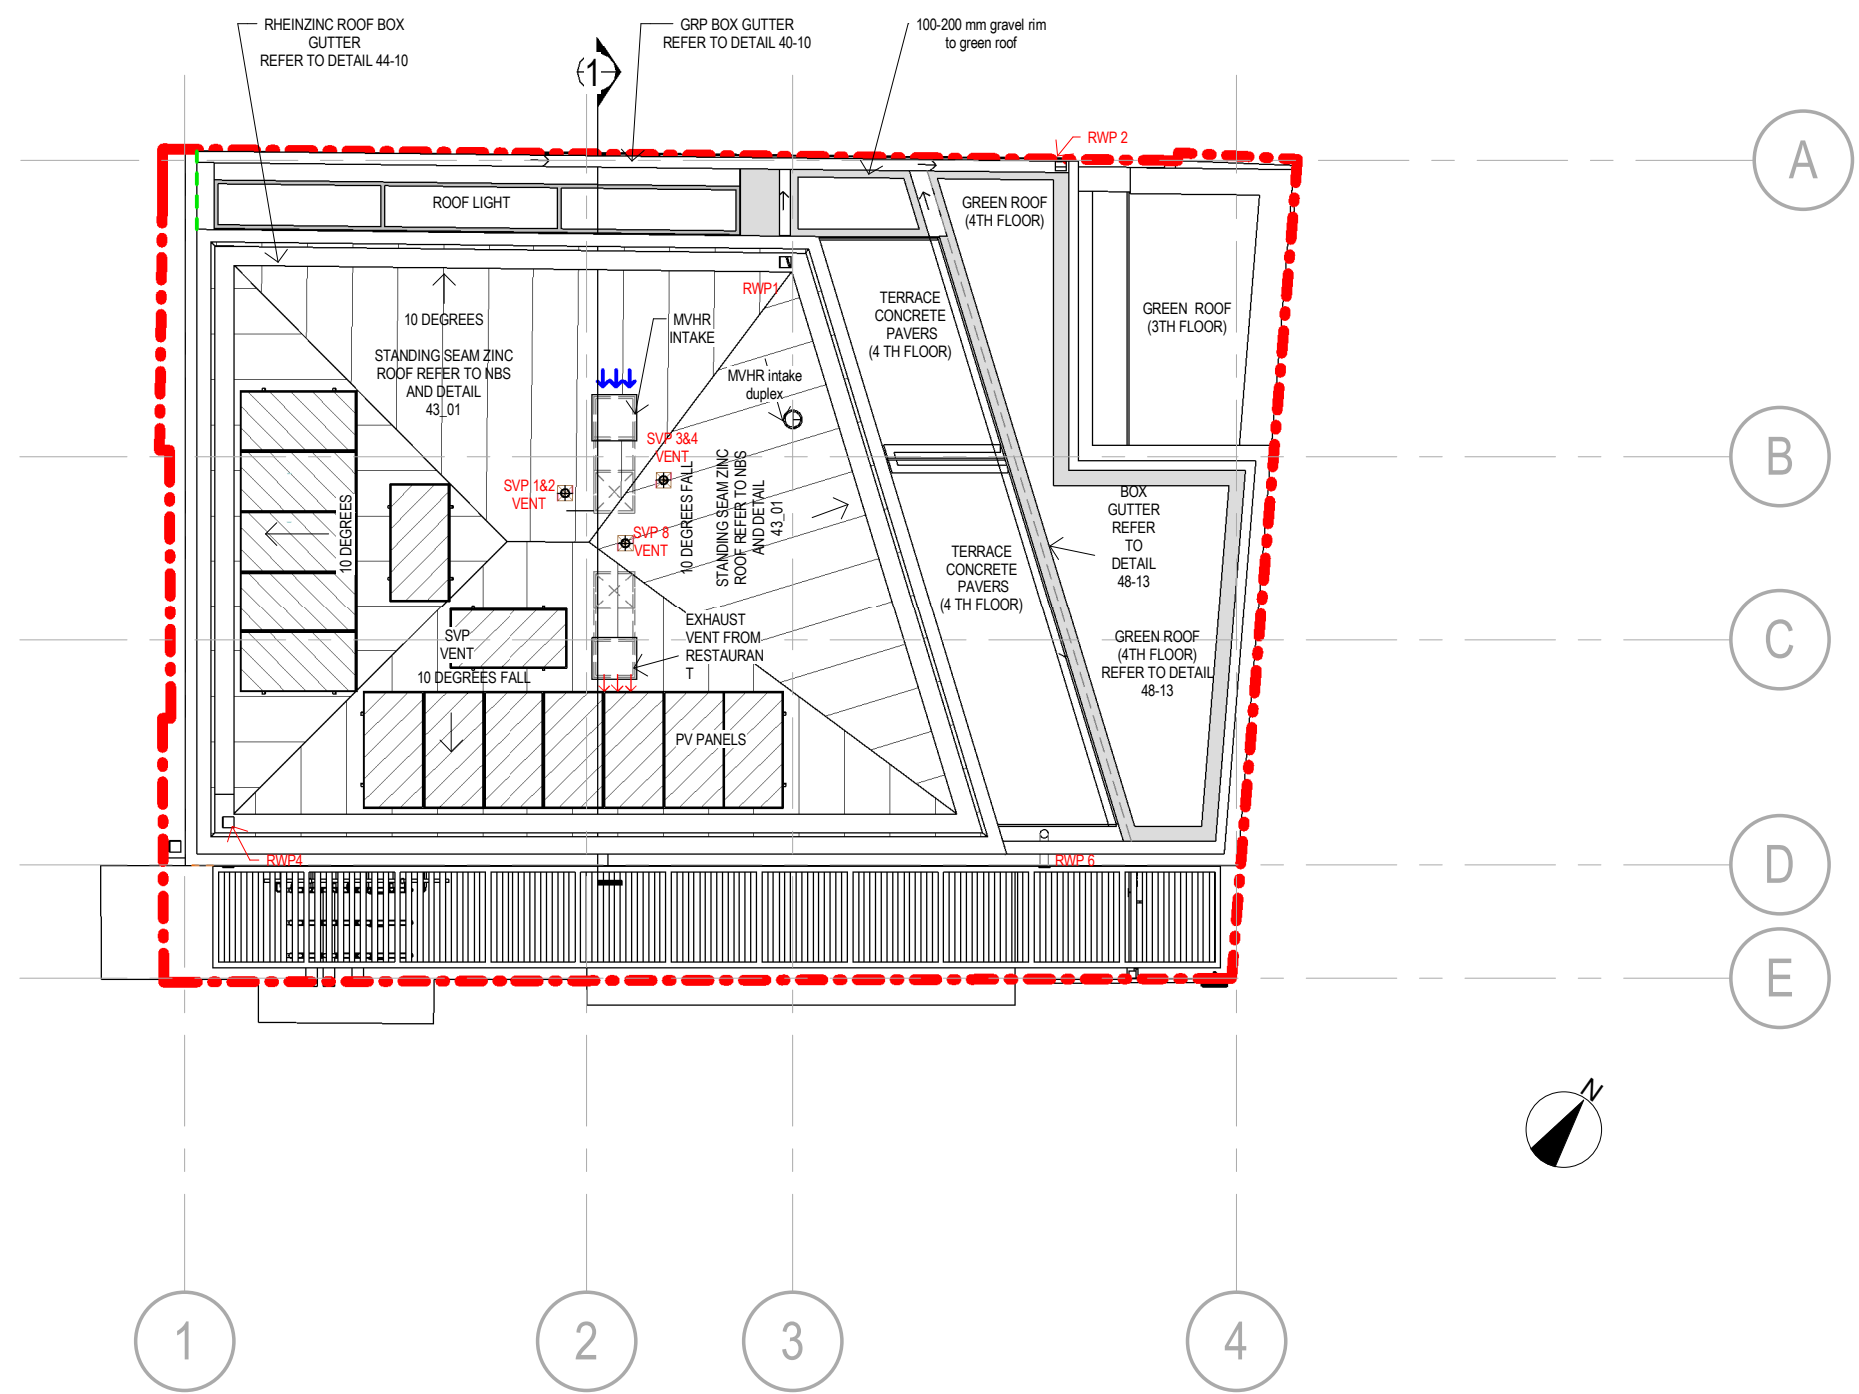 RHEINZINC ROOF BOX
GUTTER
REFER TO DETAIL 44-10
GRP BOX GUTTER
REFER TO DETAIL 40-10
100-200 mm gravel rim
to green roof
1
RWP 2
A
ROOF LIGHT
GREEN ROOF
(4TH FLOOR)
RWP1
10 DEGREES
MVHR
INTAKE
TERRACE
CONCRETE
PAVERS
(4 TH FLOOR)
GREEN ROOF
(3TH FLOOR)
STANDING SEAM ZINC
ROOF REFER TO NBS
AND DETAIL
43_01
MVHR intake
duplex
SVP 3&4
VENT
B
SVP 1&2
VENT
10 DEGREES
10 DEGREES FALL
STANDING SEAM ZINC
ROOF REFER TO NBS
AND DETAIL
43_01
SVP 8
VENT
BOX
GUTTER
REFER
TO
DETAIL
48-13
TERRACE
CONCRETE
PAVERS
(4 TH FLOOR)
EXHAUST
VENT FROM
RESTAURAN
T
SVP
VENT
10 DEGREES FALL
GREEN ROOF
(4TH FLOOR)
REFER TO DETAIL
48-13
C
PV PANELS
RWP4
RWP 6
D
E
N
1
2
3
4